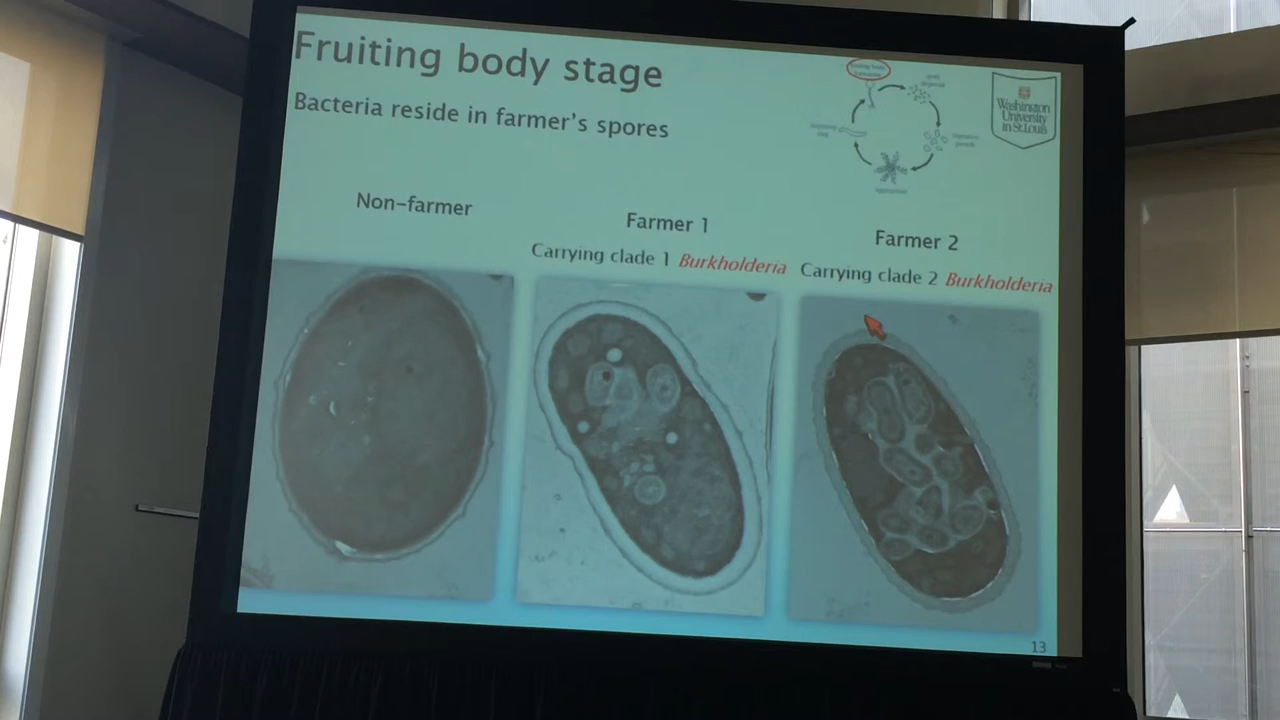 Fruiting body stage
Bacteria reside in farmer's spores
Washington
University
in St.Louis
Non-farmer
Farmer 1
Carrying clade 1 Burkholderia
Farmer 2
Carrying clade 2 Burkholderia
13